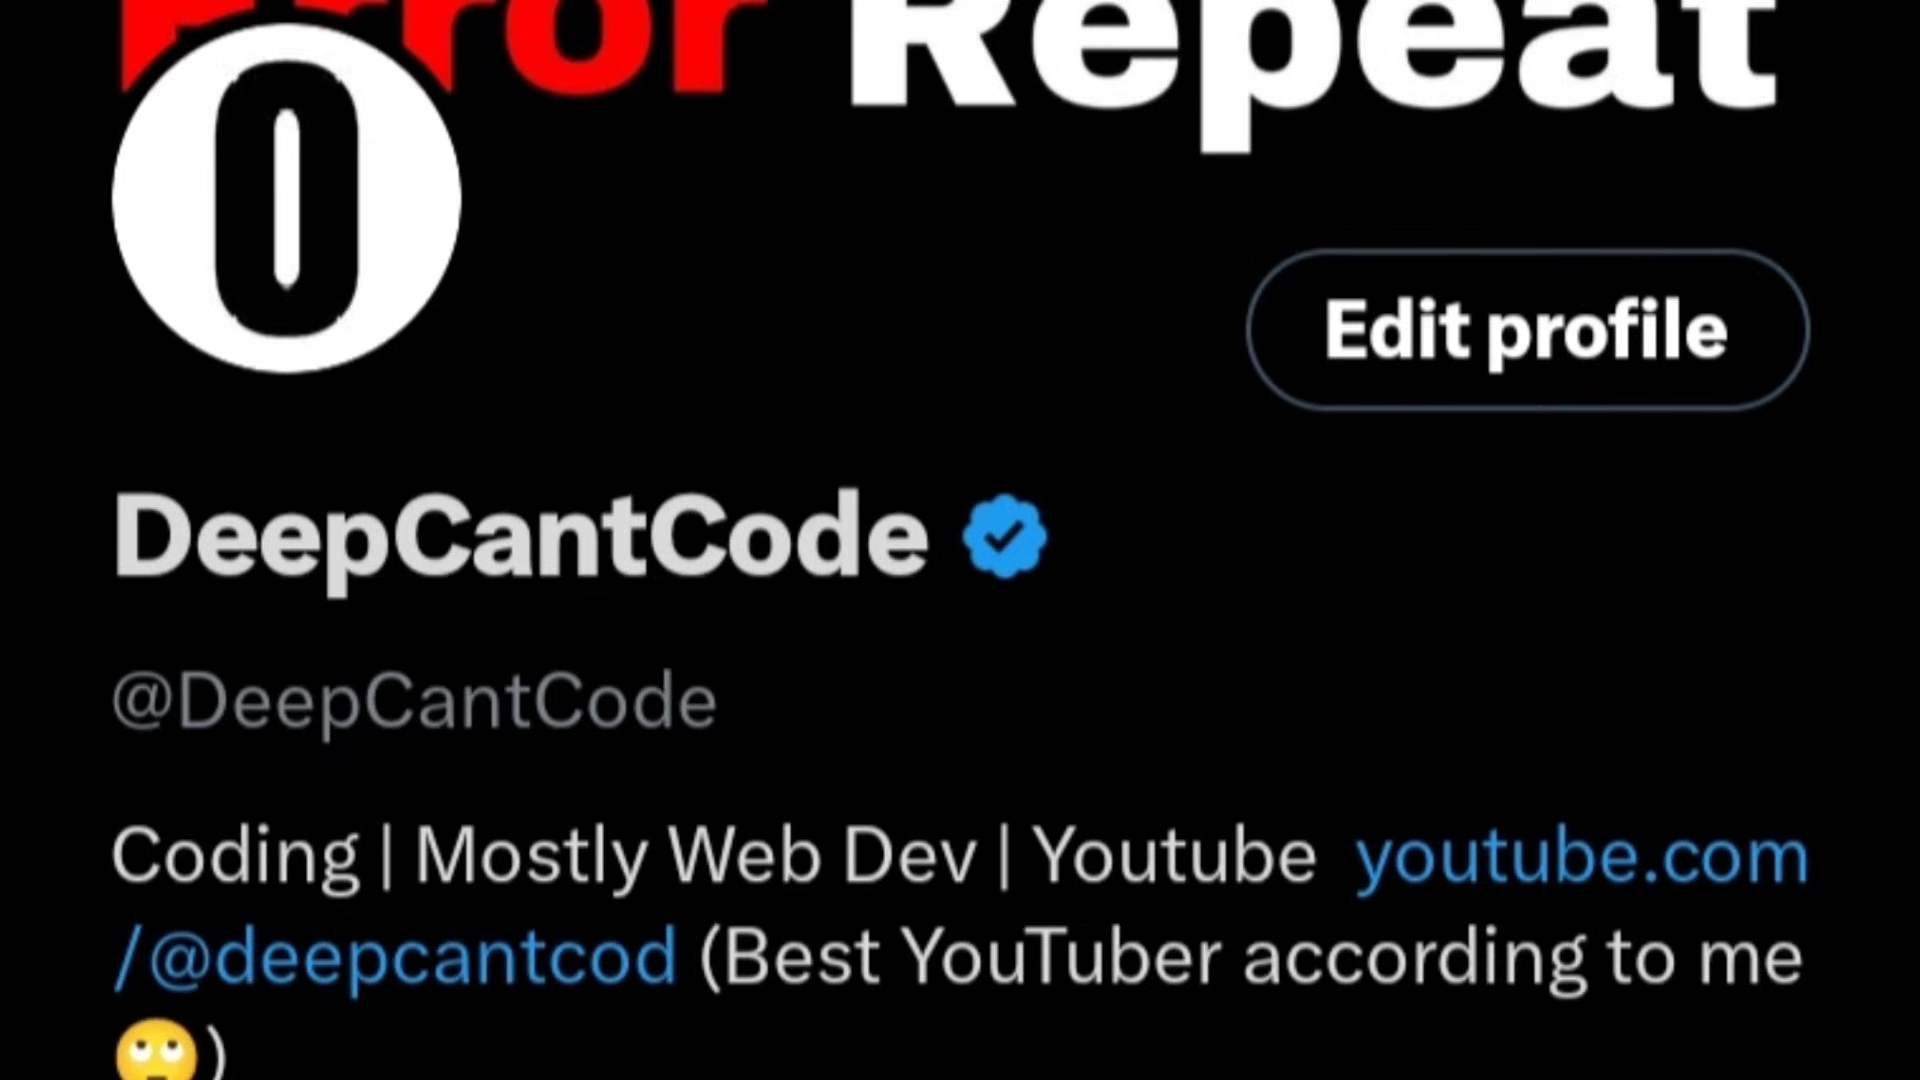 Error Repeat
0
Edit profile
DeepCantCode
@DeepCantCode
Coding | Mostly Web Dev | Youtube youtube.com
/@deepcantcod (Best YouTuber according to me
🙄)